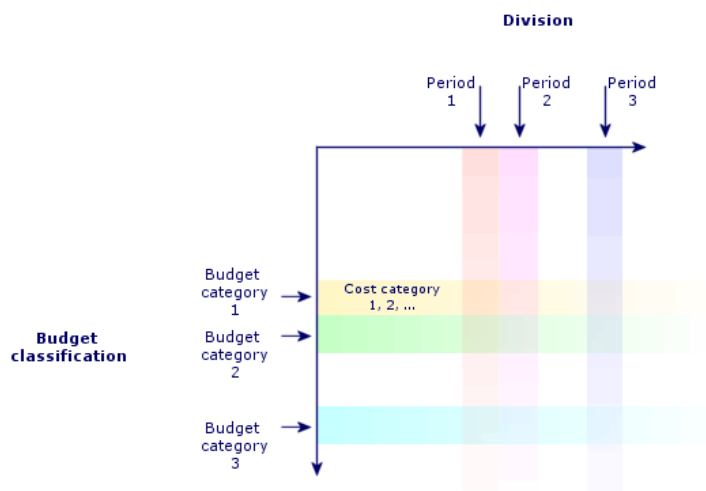 Division
Period
1
Period
2
Period
3
Budget
category
1
Cost category
1, 2, ...
Budget
classification
Budget
category
2
Budget
category
3